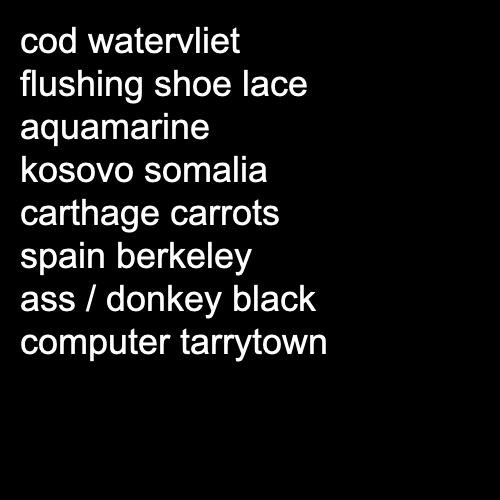 cod watervliet
flushing shoe lace
aquamarine
kosovo somalia
carthage carrots
spain berkeley
ass / donkey black
computer tarrytown